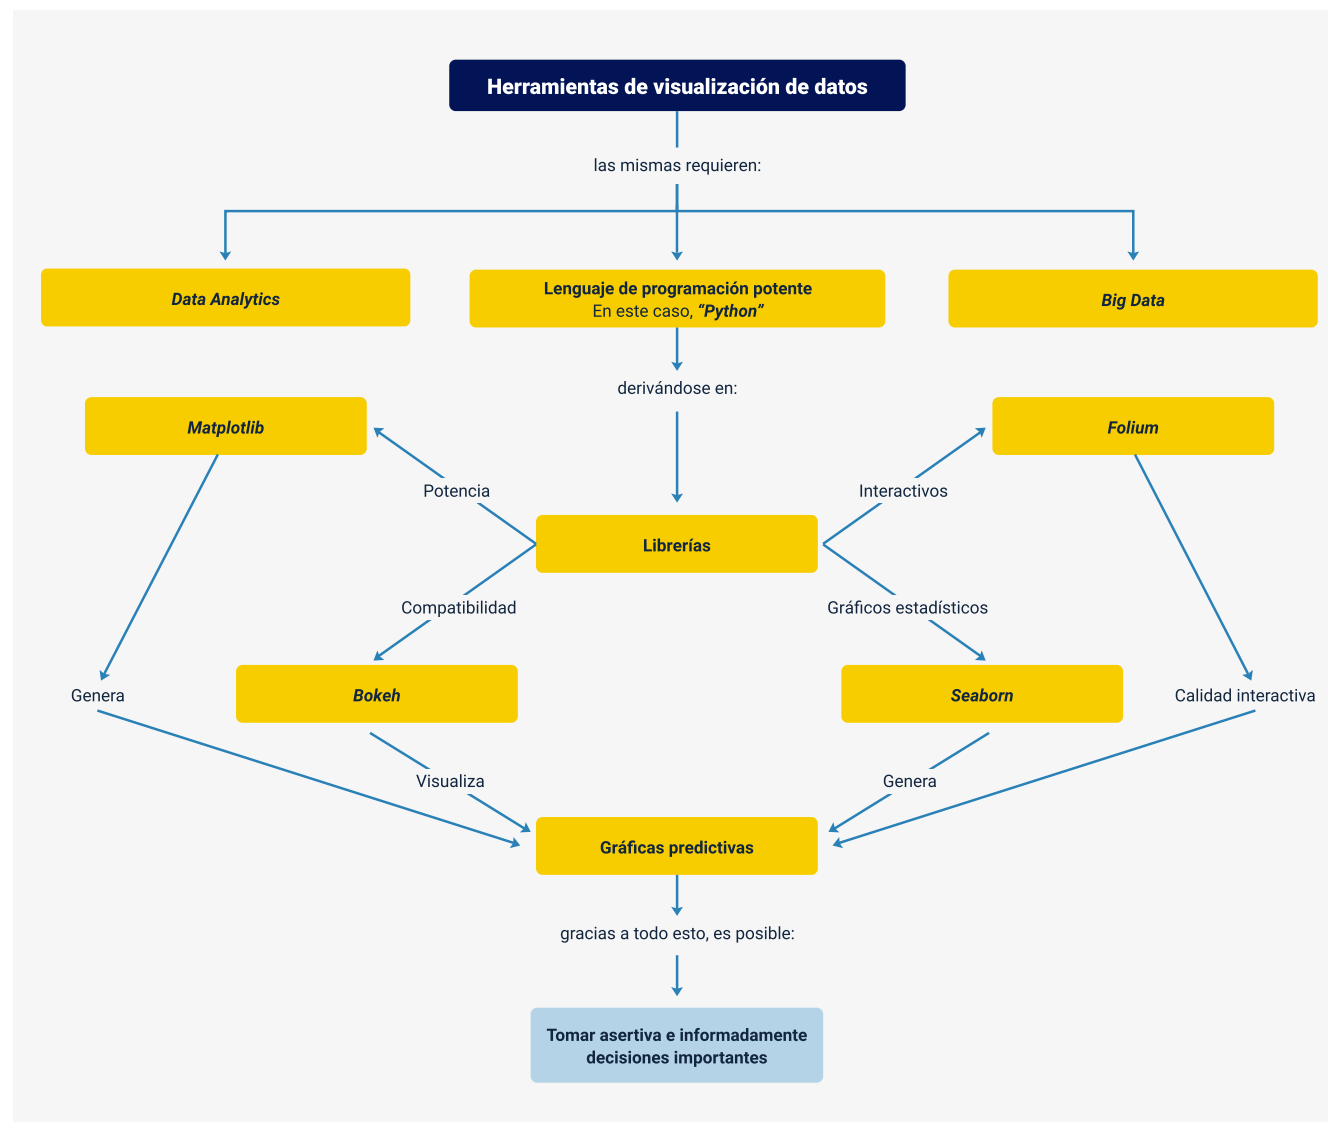 Herramientas de visualización de datos
las mismas requieren:
Data Analytics
Lenguaje de programación potente
En este caso, “Python”
Big Data
derivándose en:
Matplotlib
Folium
Potencia
Interactivos
Librerías
Compatibilidad
Gráficos estadísticos
Genera
Bokeh
Seaborn
Calidad interactiva
Visualiza
Genera
Gráficas predictivas
gracias a todo esto, es posible:
Tomar asertiva e informadamente
decisiones importantes